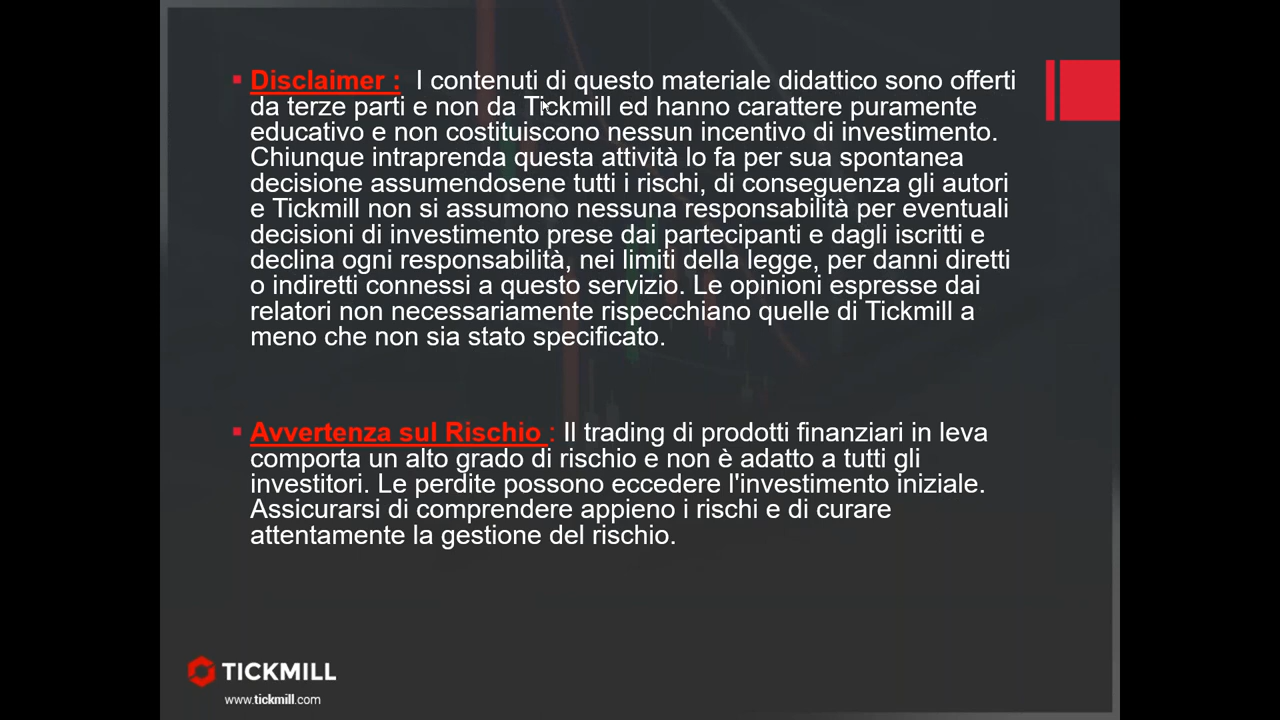 Disclaimer : I contenuti di questo materiale didattico sono offerti
da terze parti e non da Tickmill ed hanno carattere puramente
educativo e non costituiscono nessun incentivo di investimento.
Chiunque intraprenda questa attività lo fa per sua spontanea
decisione assumendosene tutti i rischi, di conseguenza gli autori
e Tickmill non si assumono nessuna responsabilità per eventuali
decisioni di investimento prese dai partecipanti e dagli iscritti e
declina ogni responsabilità, nei limiti della legge, per danni diretti
o indiretti connessi a questo servizio. Le opinioni espresse dai
relatori non necessariamente rispecchiano quelle di Tickmill a
meno che non sia stato specificato.
Avvertenza sul Rischio : Il trading di prodotti finanziari in leva
comporta un alto grado di rischio e non è adatto a tutti gli
investitori. Le perdite possono eccedere l'investimento iniziale.
Assicurarsi di comprendere appieno i rischi e di curare
attentamente la gestione del rischio.
TICKMILL
www.tickmill.com